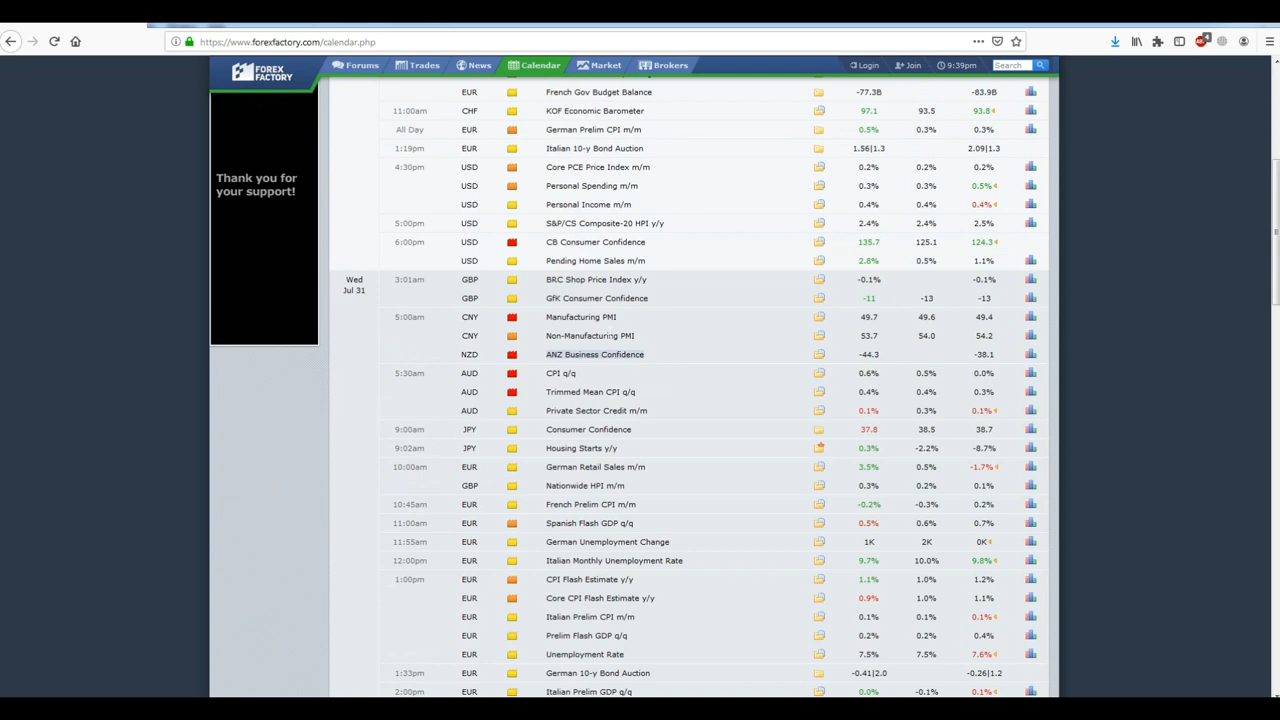 https://www.forexfactory.com/calendar.php
4
FOREX FACTORY Forums Trades News Calendar Market Brokers Login Join 9:39pm Search
Thank you for
your support!
EUR French Gov Budget Balance -77.3B -83.9B
11:00am CHF KOF Economic Barometer 97.1 93.5 93.8
All Day EUR German Prelim CPI m/m 0.5% 0.3% 0.3%
1:19pm EUR Italian 10-y Bond Auction 1.56|1.3 2.09|1.3
4:30pm USD Core PCE Price Index m/m 0.2% 0.2% 0.2%
USD Personal Spending m/m 0.3% 0.3% 0.5%
USD Personal Income m/m 0.4% 0.4% 0.4%
5:00pm USD S&P/CS Composite-20 HPI y/y 2.4% 2.4% 2.5%
6:00pm USD CB Consumer Confidence 135.7 125.1 124.3
USD Pending Home Sales m/m 2.8% 0.5% 1.1%
Wed
Jul 31
3:01am GBP BRC Shop Price Index y/y -0.1% -0.1%
GBP GfK Consumer Confidence -11 -13 -13
5:00am CNY Manufacturing PMI 49.7 49.6 49.4
CNY Non-Manufacturing PMI 53.7 54.0 54.2
NZD ANZ Business Confidence -44.3 -38.1
5:30am AUD CPI q/q 0.6% 0.5% 0.0%
AUD Trimmed Mean CPI q/q 0.4% 0.4% 0.3%
AUD Private Sector Credit m/m 0.1% 0.3% 0.1%
9:00am JPY Consumer Confidence 37.8 38.5 38.7
9:02am JPY Housing Starts y/y 0.3% -2.2% -8.7%
10:00am EUR German Retail Sales m/m 3.5% 0.5% -1.7%
GBP Nationwide HPI m/m 0.3% 0.2% 0.1%
10:45am EUR French Prelim CPI m/m -0.2% -0.3% 0.2%
11:00am EUR Spanish Flash GDP q/q 0.5% 0.6% 0.7%
11:55am EUR German Unemployment Change 1K 2K 0K
12:00pm EUR Italian Monthly Unemployment Rate 9.7% 10.0% 9.8%
1:00pm EUR CPI Flash Estimate y/y 1.1% 1.0% 1.2%
EUR Core CPI Flash Estimate y/y 0.9% 1.0% 1.1%
EUR Italian Prelim CPI m/m 0.1% 0.1% 0.1%
EUR Prelim Flash GDP q/q 0.2% 0.2% 0.4%
EUR Unemployment Rate 7.5% 7.5% 7.6%
1:33pm EUR German 10-y Bond Auction -0.41|2.0 -0.26|1.2
2:00pm EUR Italian Prelim GDP q/q 0.0% -0.1% 0.1%